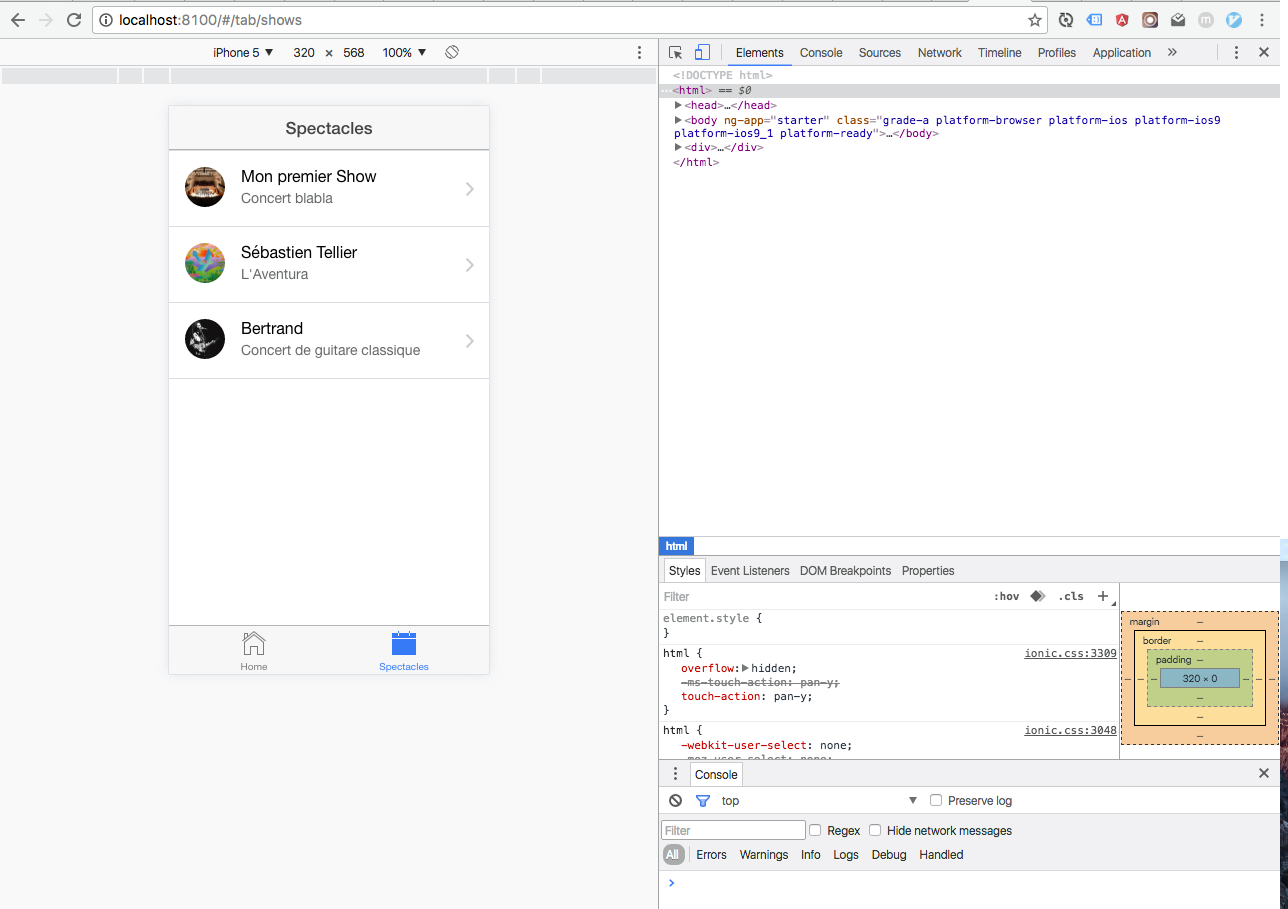 localhost:8100/#/tab/shows
iPhone 5 ▼ 320 × 568 100% ▼
Spectacles
Mon premier Show
Concert blabla
Sébastien Tellier
L'Aventura
Bertrand
Concert de guitare classique
Home
Spectacles
Elements Console Sources Network Timeline Profiles Application »
<!DOCTYPE html>
…<html> == $0
▶<head>…</head>
▶<body ng-app="starter" class="grade-a platform-browser platform-ios platform-ios9
platform-ios9_1 platform-ready">…</body>
▶<div>…</div>
</html>
html
Styles Event Listeners DOM Breakpoints Properties
Filter :hov .cls +
element.style {
}
html { ionic.css:3309
overflow:▶hidden;
-ms-touch-action: pan-y;
touch-action: pan-y;
}
html { ionic.css:3048
-webkit-user-select: none;
-moz-user-select: none;
margin –
border –
padding –
– – – 320 × 0 – – –
–
–
–
Console
top ▼ Preserve log
Filter Regex Hide network messages
All Errors Warnings Info Logs Debug Handled
>